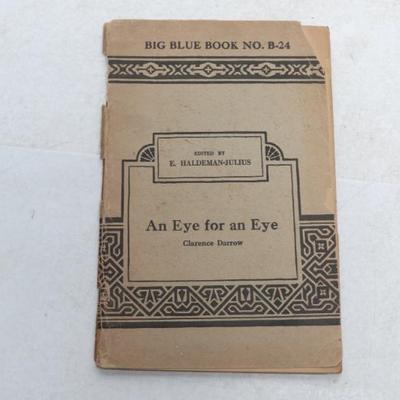 BIG BLUE BOOK NO. B-24
EDITED BY
E. HALDEMAN-JULIUS
An Eye for an Eye
Clarence Darrow